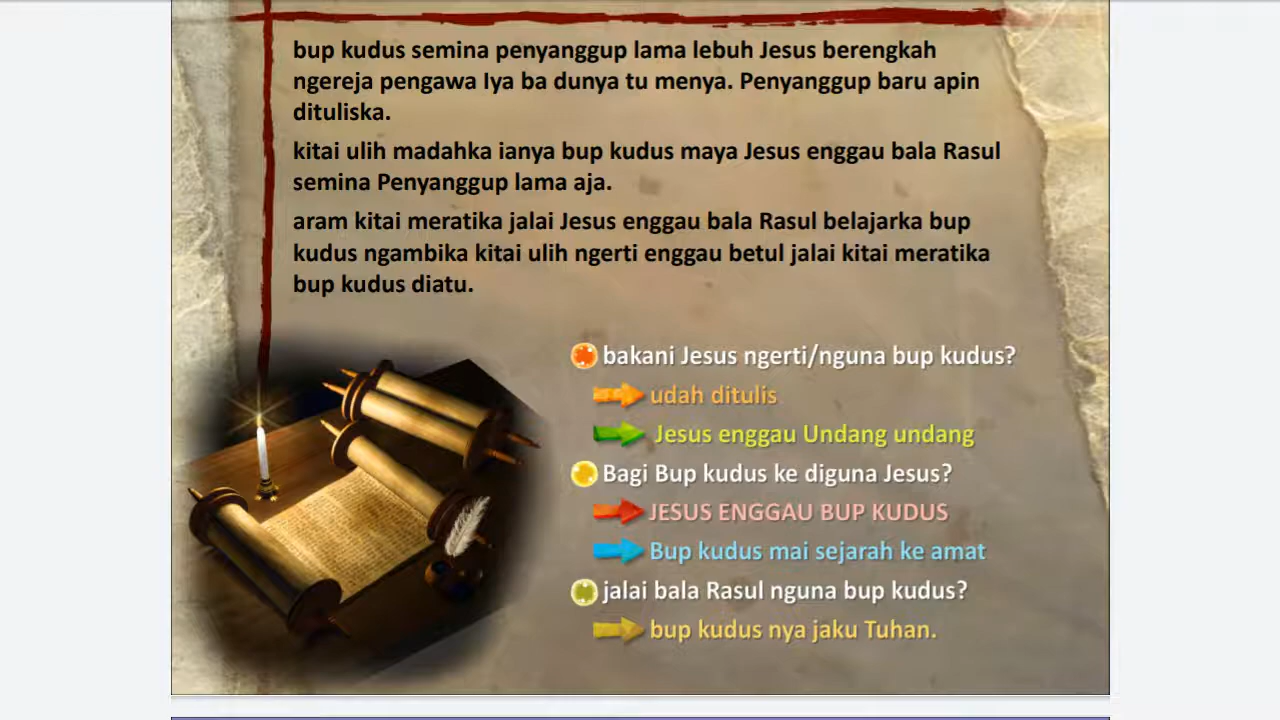 bup kudus semina penyanggup lama lebuh Jesus berengkah
ngereja pengawa Iya ba dunya tu menya. Penyanggup baru apin
dituliska.
kitai ulih madahka ianya bup kudus maya Jesus enggau bala Rasul
semina Penyanggup lama aja.
aram kitai meratika jalai Jesus enggau bala Rasul belajarka bup
kudus ngambika kitai ulih ngerti enggau betul jalai kitai meratika
bup kudus diatu.
bakani Jesus ngerti/nguna bup kudus?
udah ditulis
Jesus enggau Undang undang
Bagi Bup kudus ke diguna Jesus?
JESUS ENGGAU BUP KUDUS
Bup kudus mai sejarah ke amat
jalai bala Rasul nguna bup kudus?
bup kudus nya jaku Tuhan.